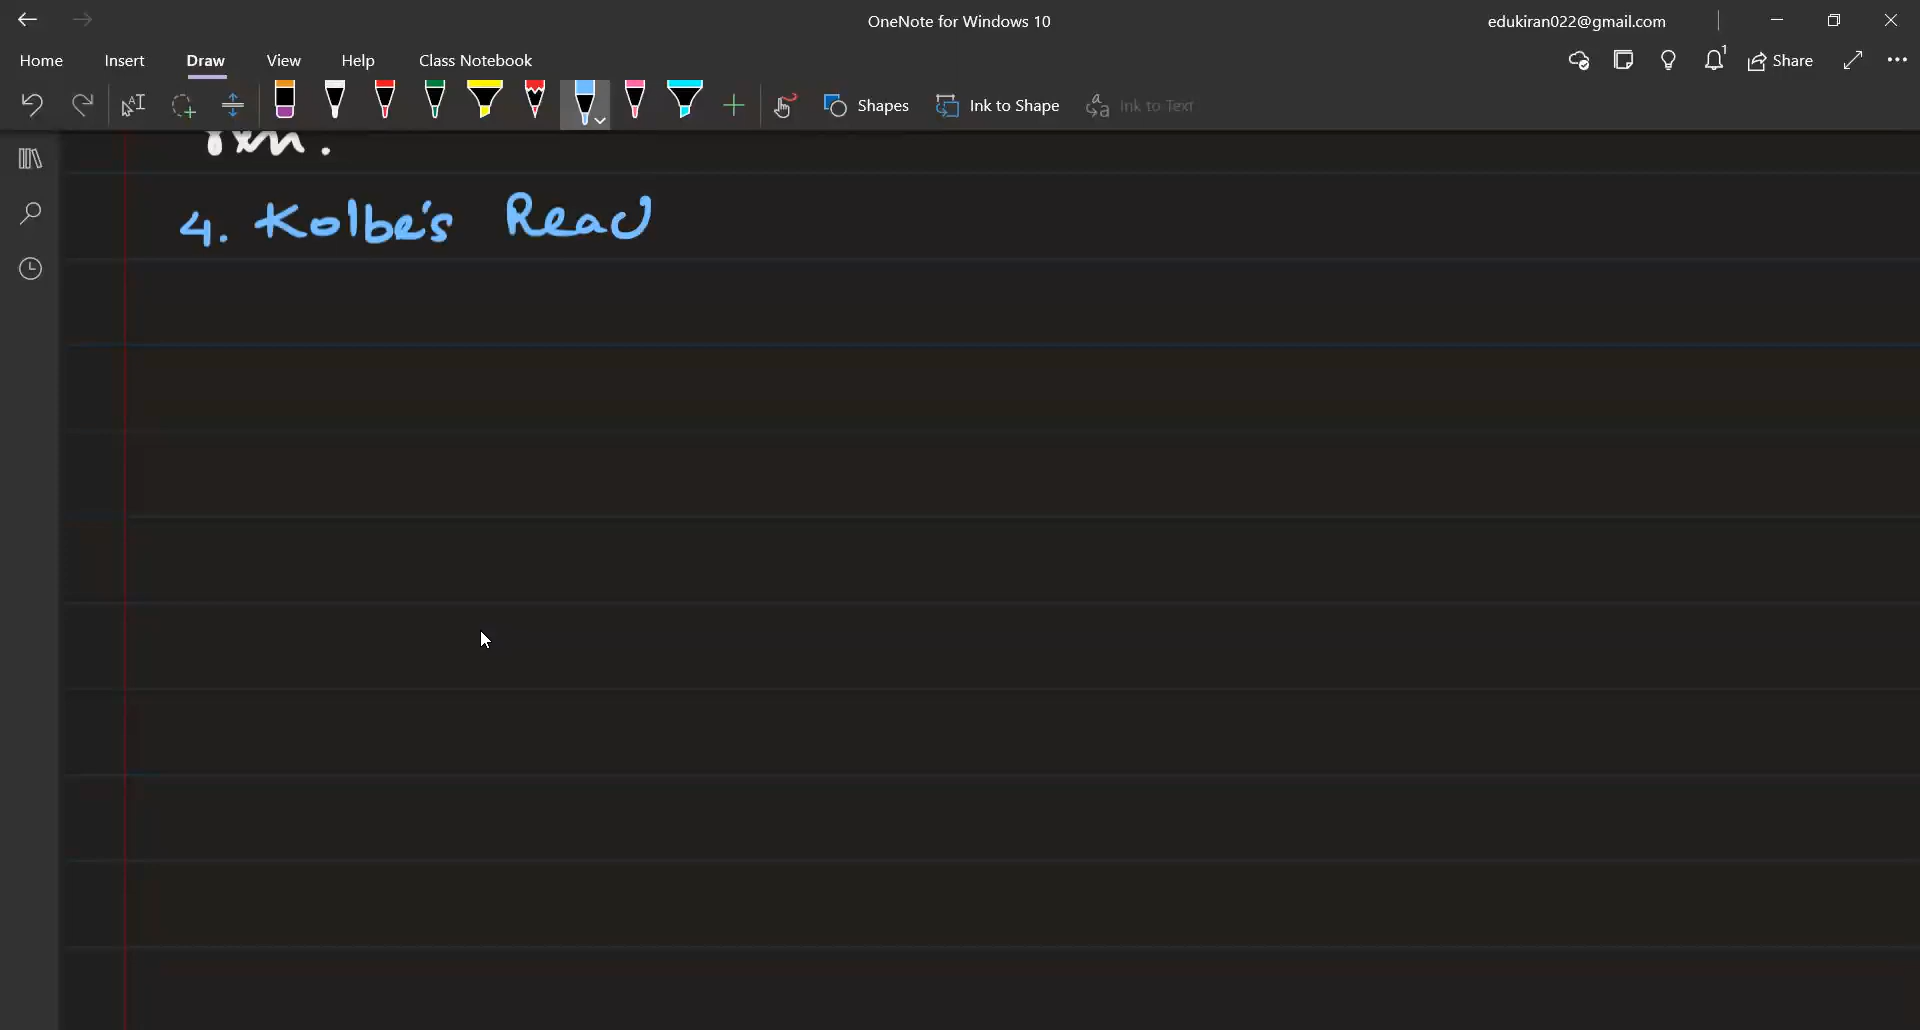 OneNote for Windows 10
edukiran022@gmail.com
Home Insert Draw View Help Class Notebook
1
Share
Shapes
Ink to Shape
Ink to Text
4. Kolbe's Reac